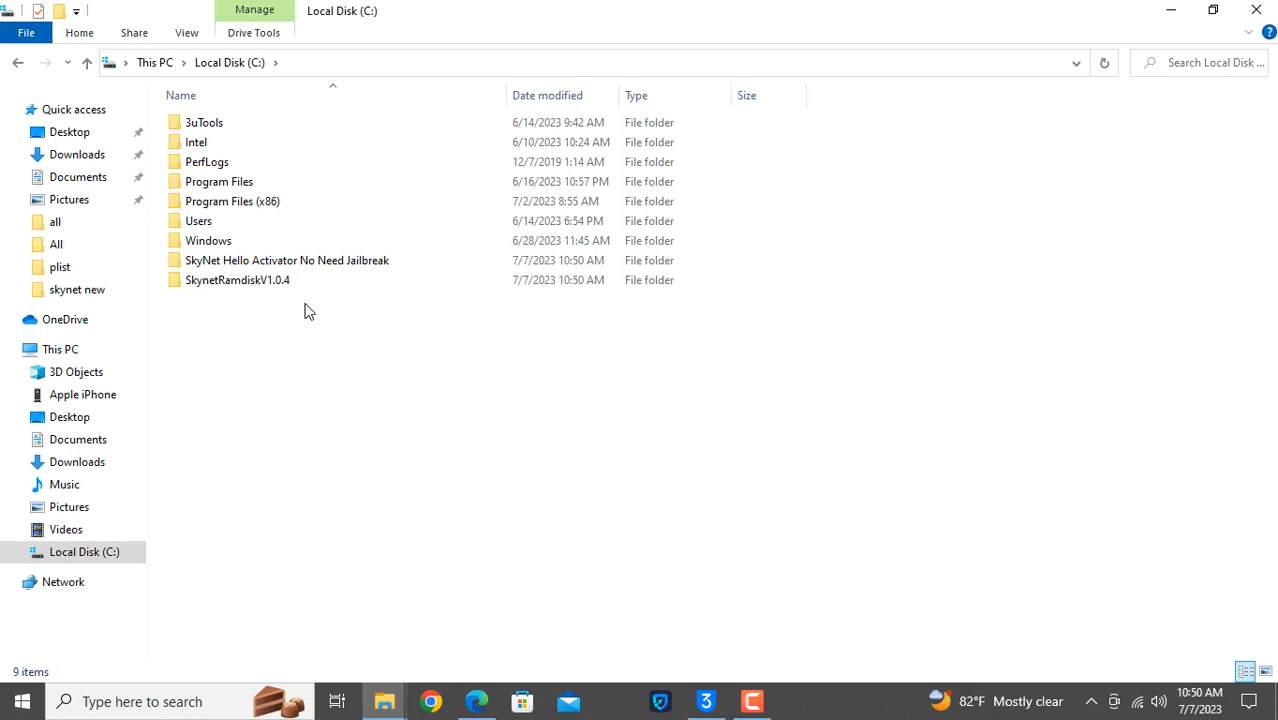 Manage
Local Disk (C:)
File
Home
Share
View
Drive Tools
This PC
Local Disk (C:)
Search Local Disk ...
Name
Date modified
Type
Size
Quick access
Desktop
Downloads
Documents
Pictures
all
All
plist
skynet new
OneDrive
This PC
3D Objects
Apple iPhone
Desktop
Documents
Downloads
Music
Pictures
Videos
Local Disk (C:)
Network
3uTools 6/14/2023 9:42 AM File folder
Intel 6/10/2023 10:24 AM File folder
PerfLogs 12/7/2019 1:14 AM File folder
Program Files 6/16/2023 10:57 PM File folder
Program Files (x86) 7/2/2023 8:55 AM File folder
Users 6/14/2023 6:54 PM File folder
Windows 6/28/2023 11:45 AM File folder
SkyNet Hello Activator No Need Jailbreak 7/7/2023 10:50 AM File folder
SkynetRamdiskV1.0.4 7/7/2023 10:50 AM File folder
9 items
Type here to search
3
82°F Mostly clear
10:50 AM
7/7/2023